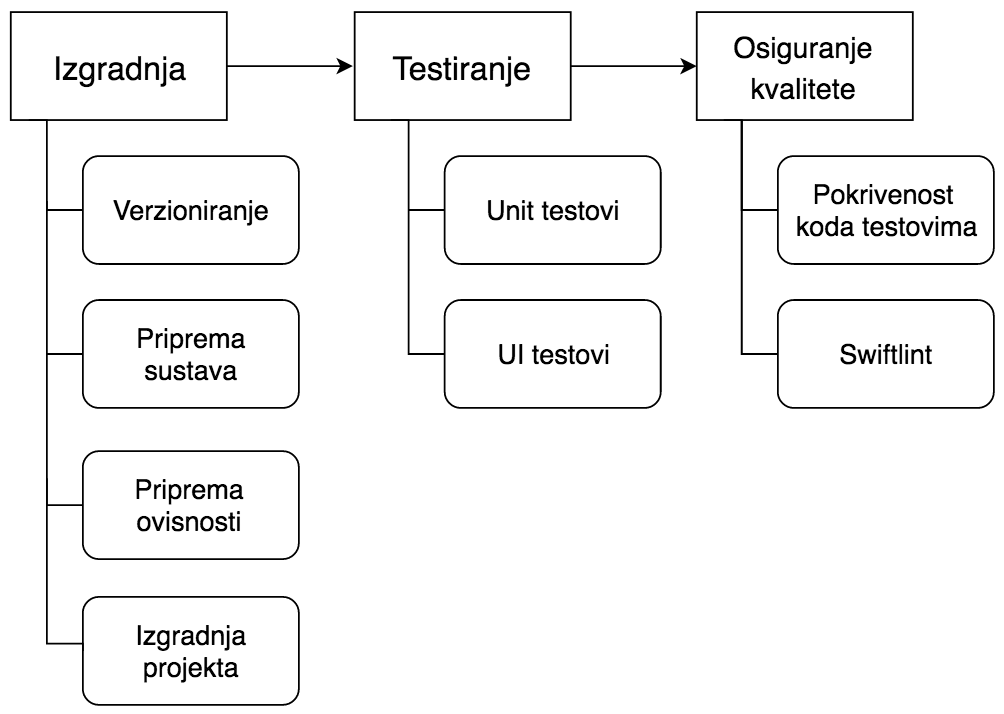 Izgradnja
Testiranje
Osiguranje
kvalitete
Verzioniranje
Priprema
sustava
Priprema
ovisnosti
Izgradnja
projekta
Unit testovi
UI testovi
Pokrivenost
koda testovima
Swiftlint